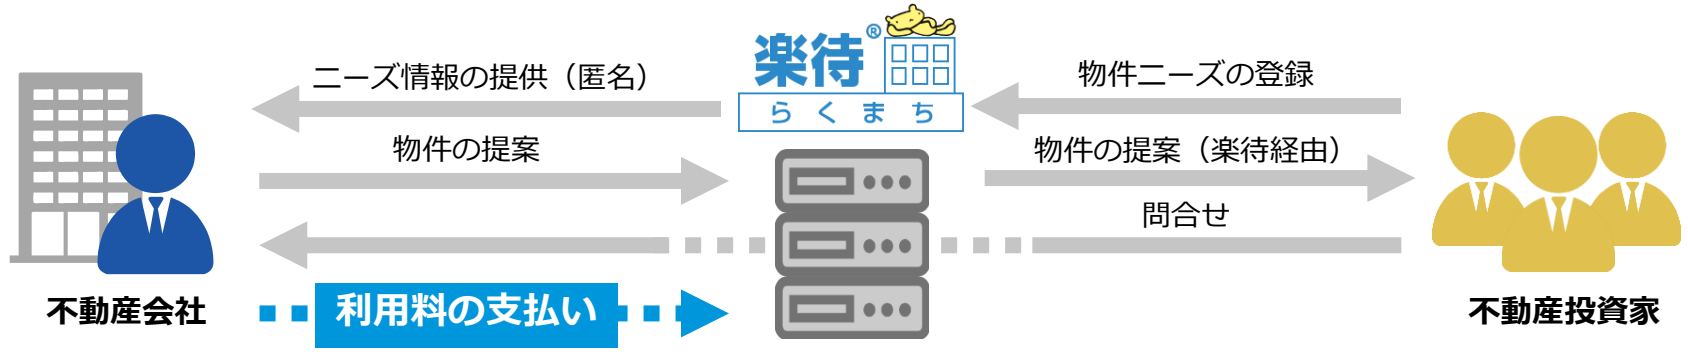 楽待®
らくまち
ニーズ情報の提供（匿名）
物件ニーズの登録
物件の提案
物件の提案（楽待経由）
問合せ
不動産会社
利用料の支払い
不動産投資家